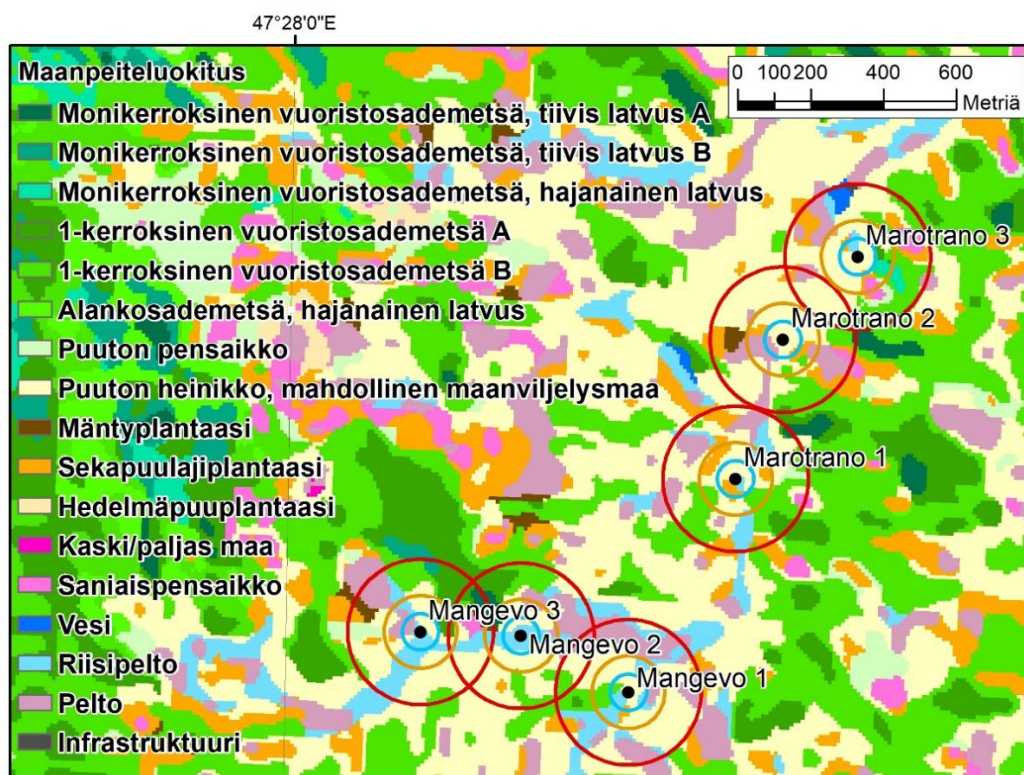 47°28'0"E
Maanpeiteluokitus
Monikerroksinen vuoristosademetsä, tiivis latvus A
Monikerroksinen vuoristosademetsä, tiivis latvus B
Monikerroksinen vuoristosademetsä, hajanainen latvus
1-kerroksinen vuoristosademetsä A
1-kerroksinen vuoristosademetsä B
Alankosademetsä, hajanainen latvus
Puuton pensaikko
Puuton heinikko, mahdollinen maanviljelysmaa
Mäntyplantaasi
Sekapuulajiplantaasi
Hedelmäpuuplantaasi
Kaski/paljas maa
Saniaispensaikko
Vesi
Riisipelto
Pelto
Infrastruktuuri
0 100 200 400 600
Metriä
Marotrano 3
Marotrano 2
Marotrano 1
Mangevo 3
Mangevo 2
Mangevo 1